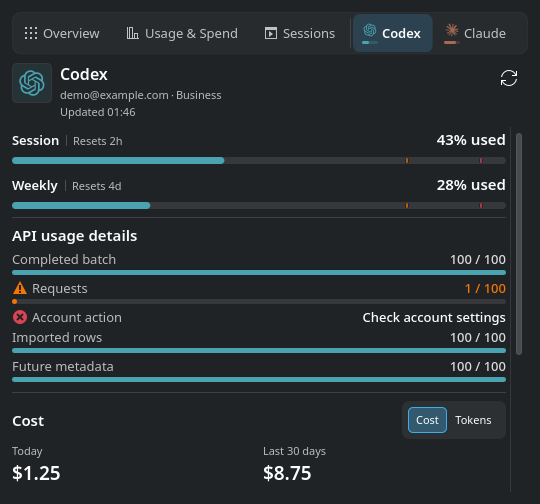 Overview Usage & Spend Sessions Codex Claude
Codex
demo@example.com · Business
Updated 01:46
Session Resets 2h 43% used
Weekly Resets 4d 28% used
API usage details
Completed batch 100 / 100
Requests 1 / 100
Account action Check account settings
Imported rows 100 / 100
Future metadata 100 / 100
Cost Cost Tokens
Today Last 30 days
$1.25 $8.75